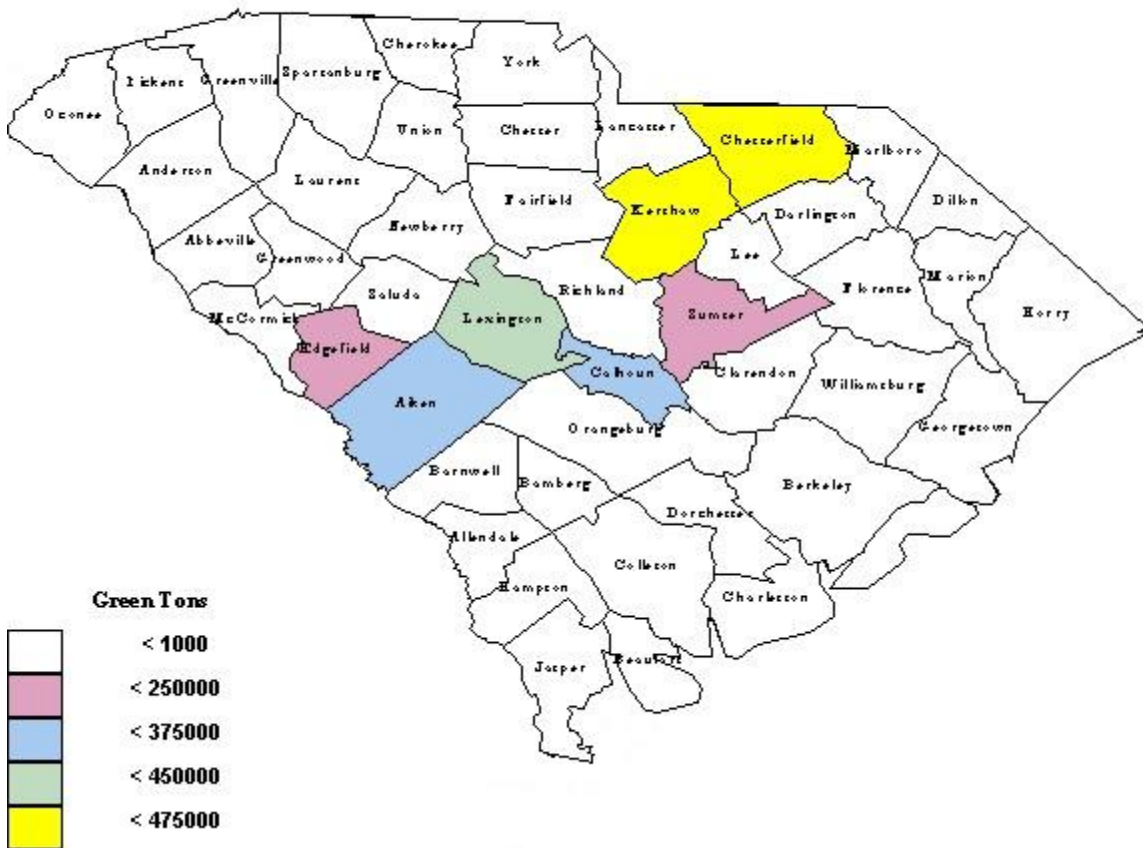 Cherokee
York
Spartanburg
Greenville
Pickens
Oconee
Union
Chester
Lancaster
Chesterfield
Marlboro
Anderson
Laurens
Fairfield
Kershaw
Darlington
Dillon
Newberry
Abbeville
Greenwood
Lee
Marion
Saluda
Richland
Florence
Horry
McCormick
Lexington
Sumter
Edgefield
Calhoun
Clarendon
Williamsburg
Aiken
Orangeburg
Georgetown
Barnwell
Bamberg
Berkeley
Dorchester
Allendale
Colleton
Hampton
Charleston
Jasper
Beaufort
Green Tons
< 1000
< 250000
< 375000
< 450000
< 475000